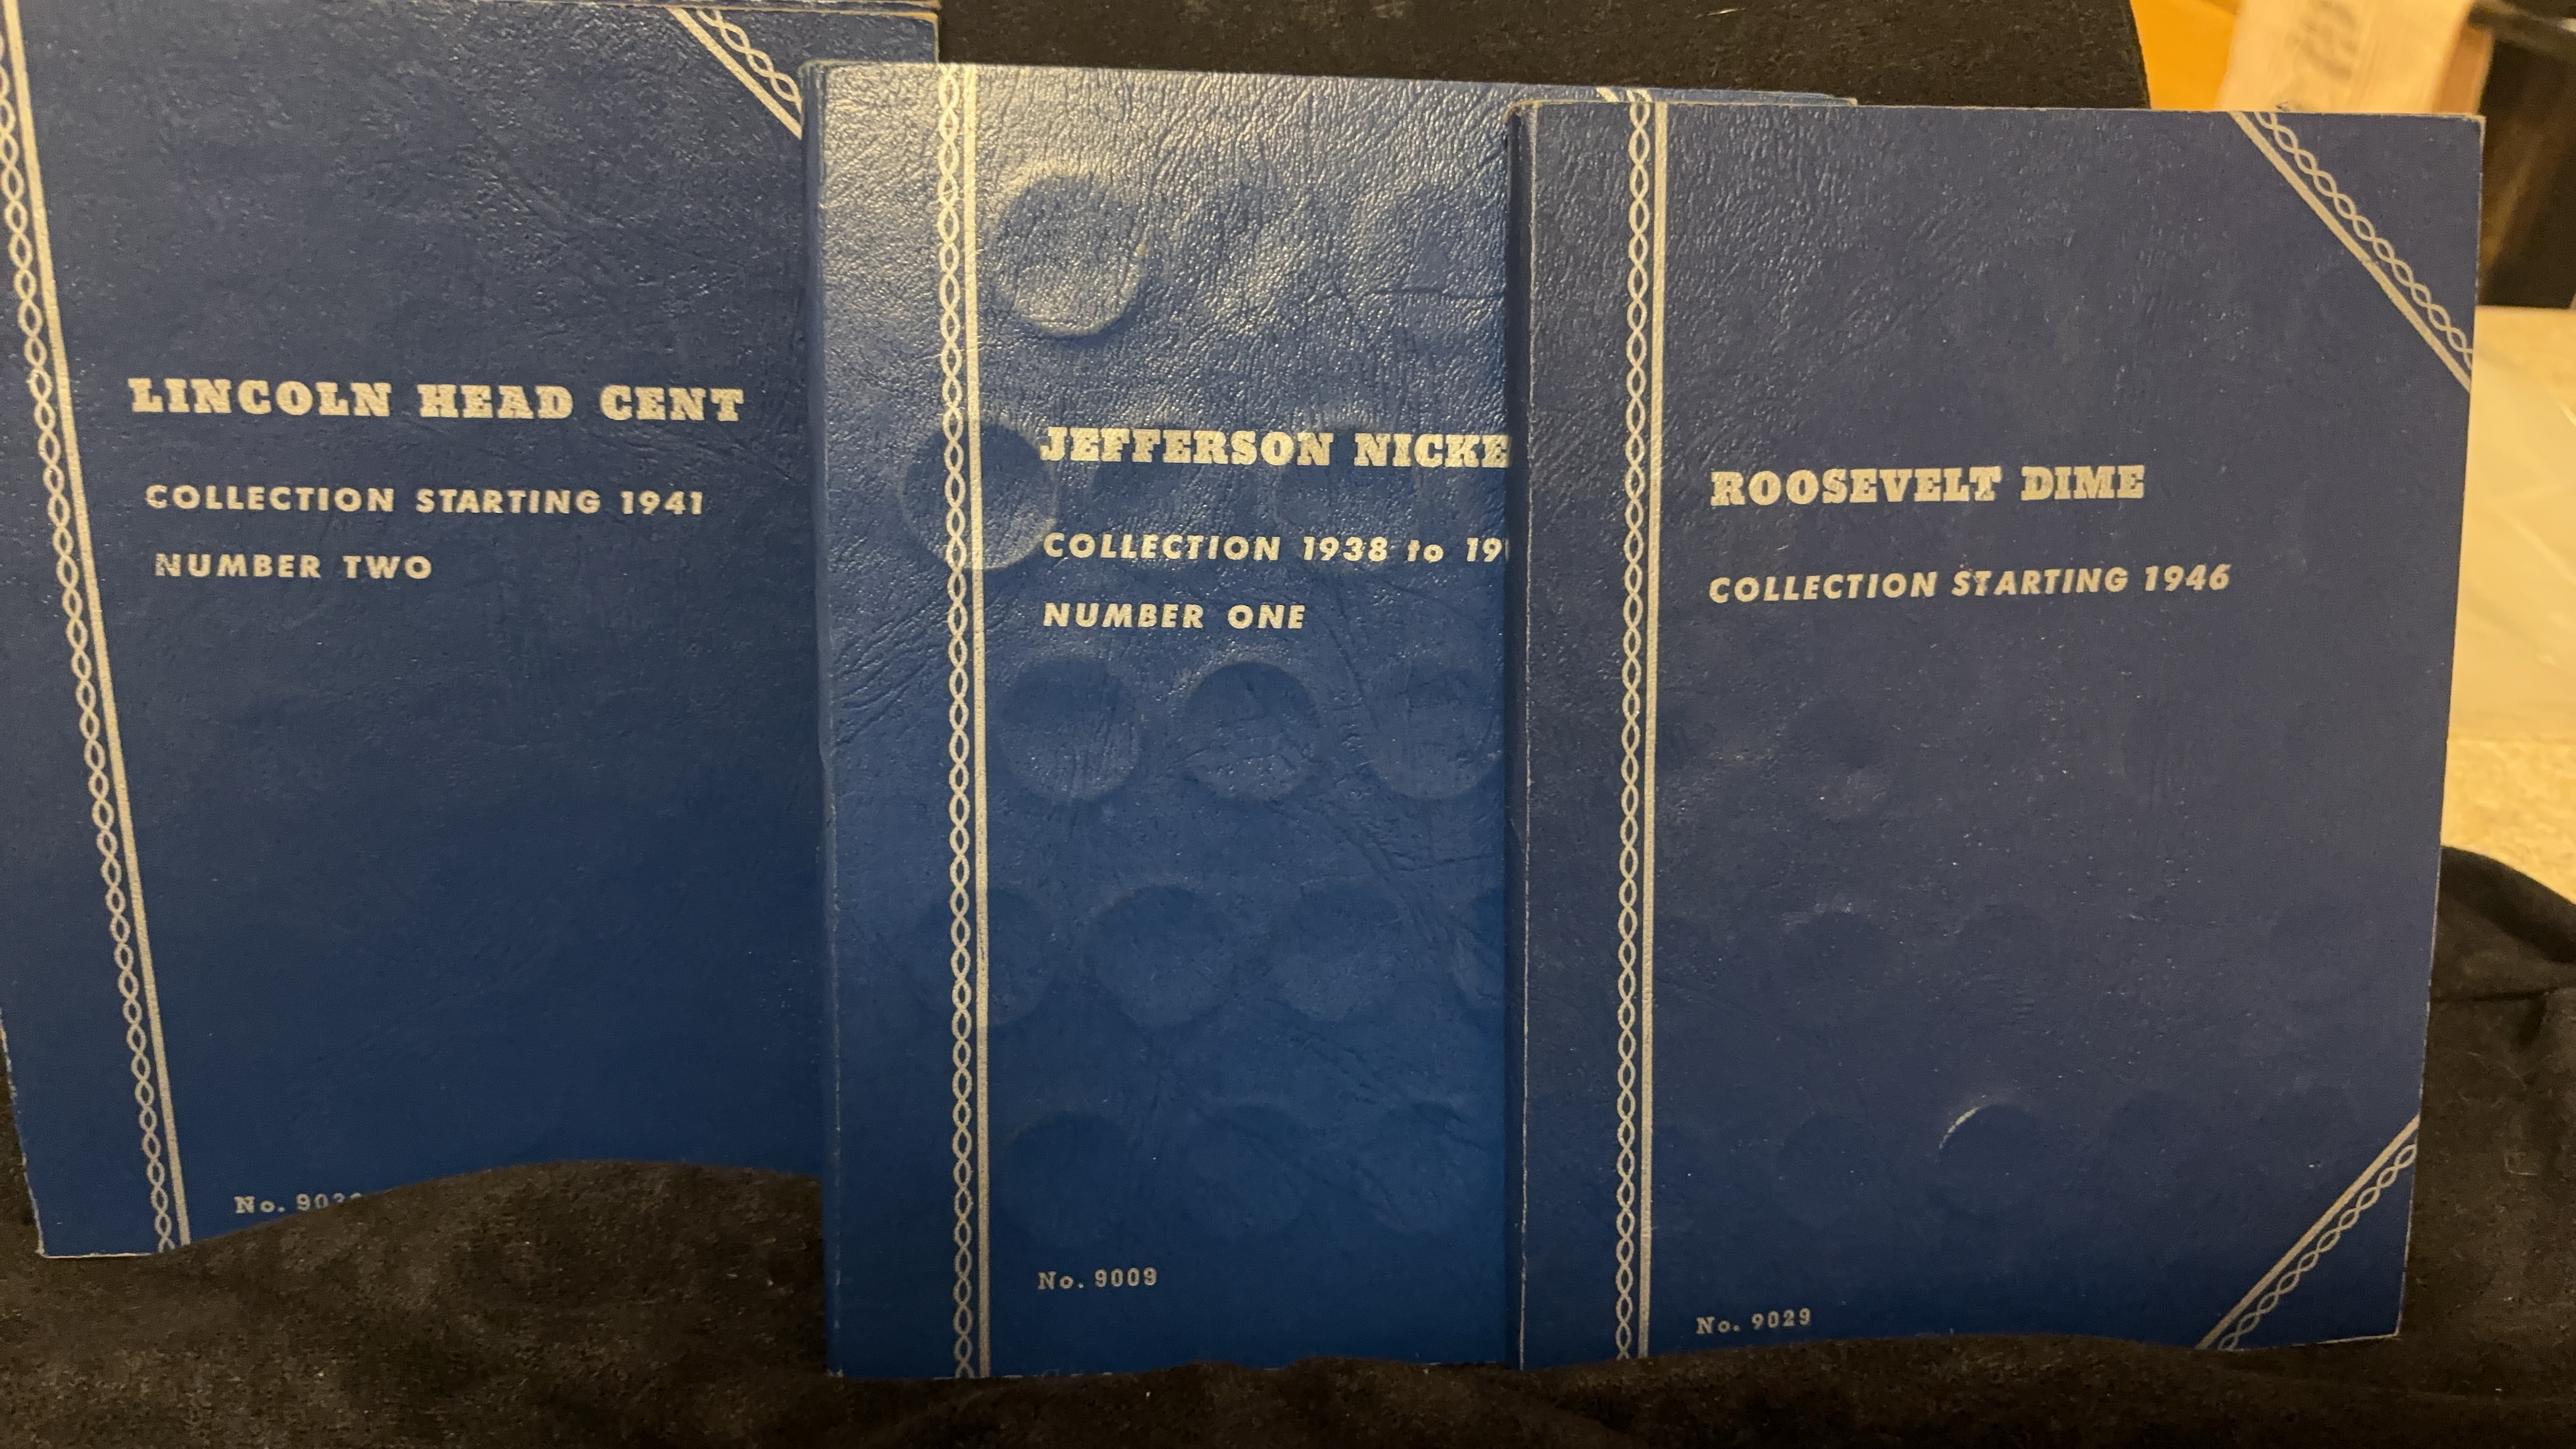 LINCOLN HEAD CENT
COLLECTION STARTING 1941
NUMBER TWO
No.
JEFFERSON NICKE
COLLECTION 1938 to 19
NUMBER ONE
No. 9009
ROOSEVELT DIME
COLLECTION STARTING 1946
No. 9029